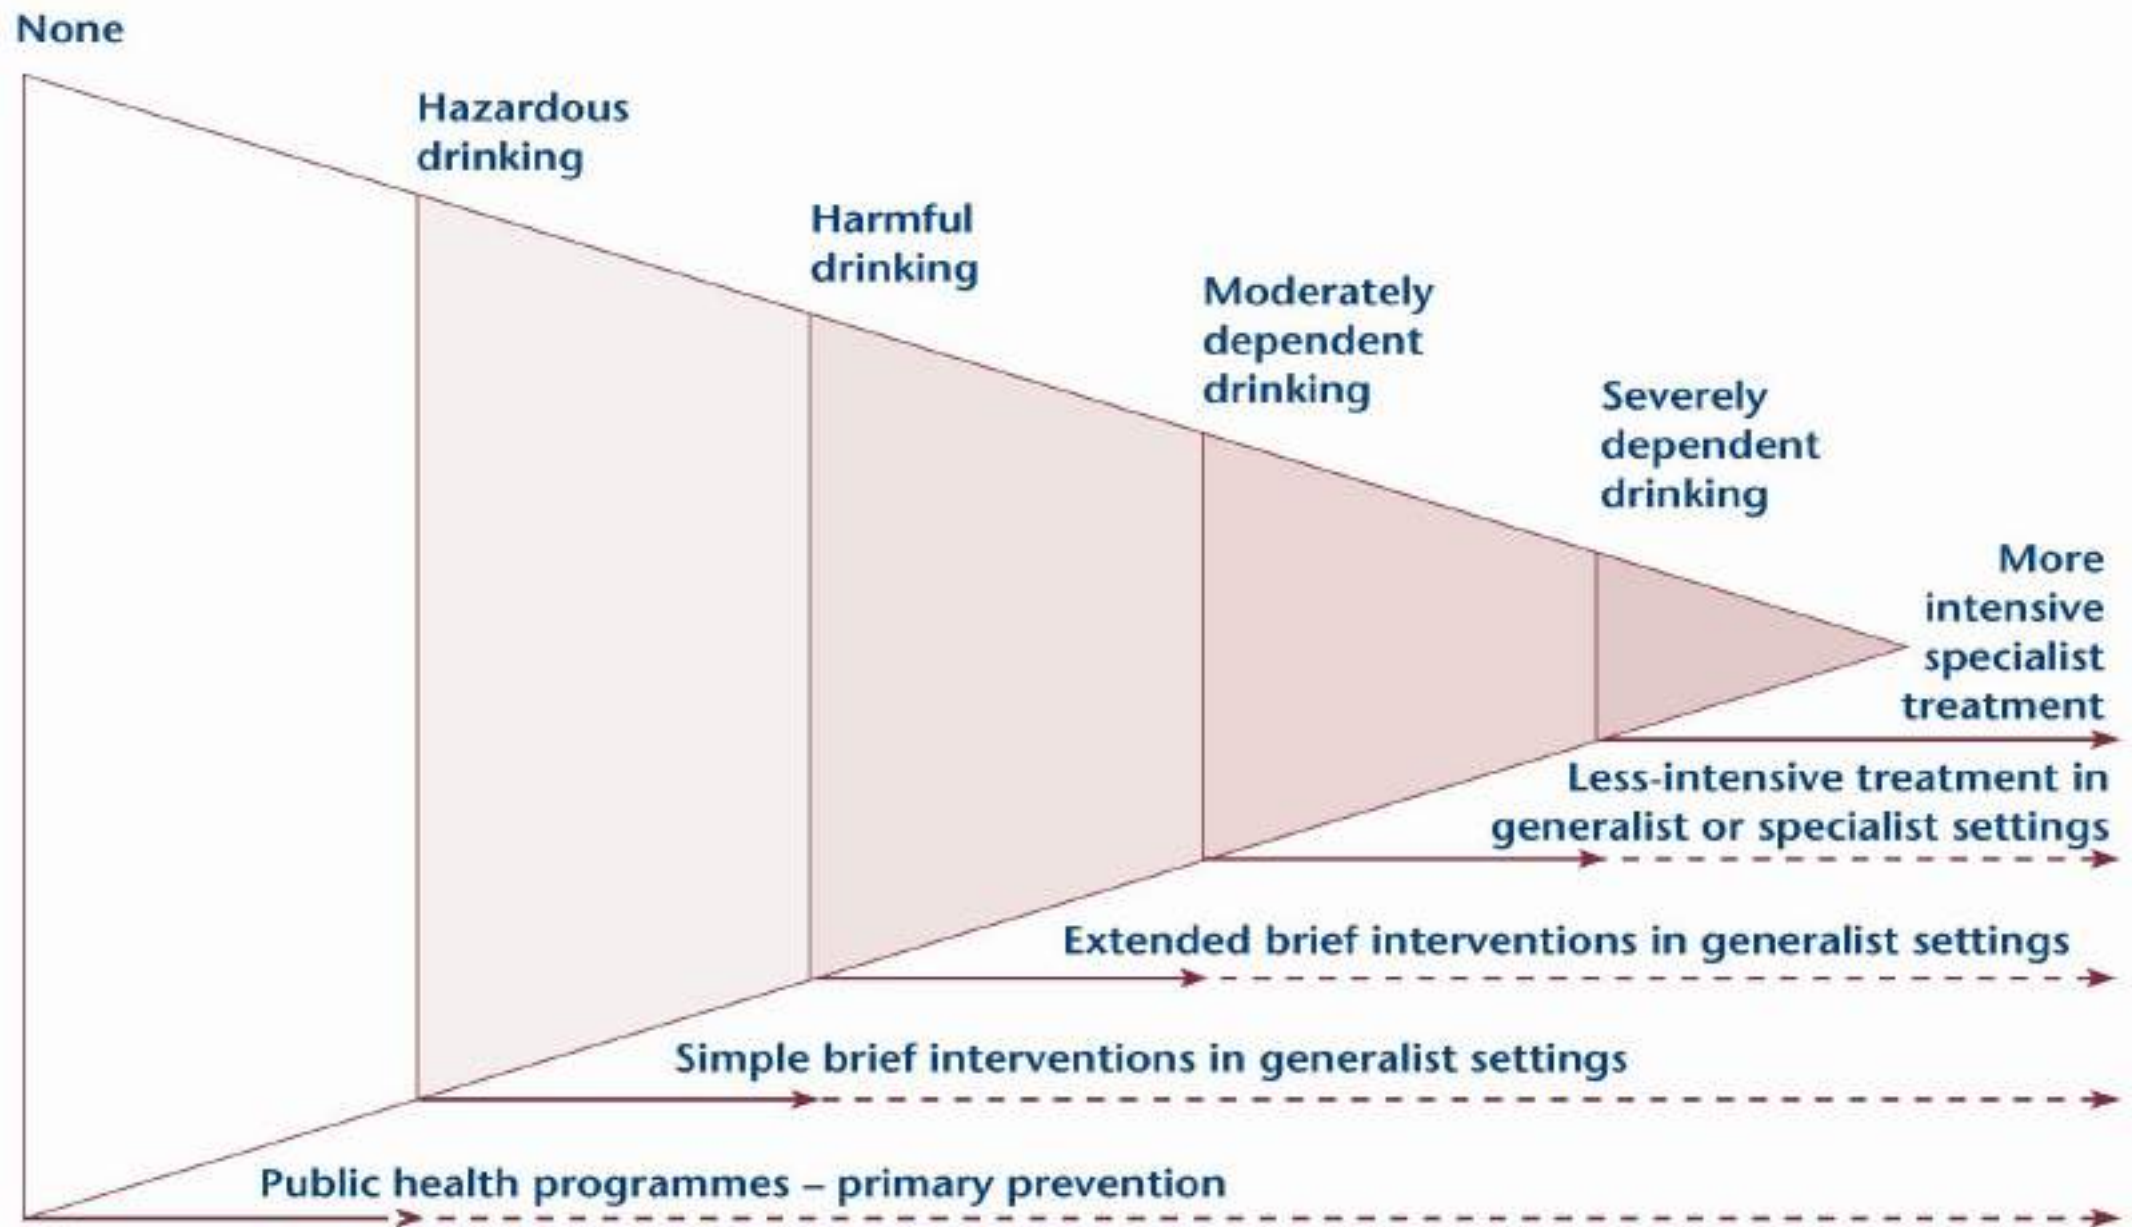 None
Hazardous
drinking
Harmful
drinking
Moderately
dependent
drinking
Severely
dependent
drinking
More
intensive
specialist
treatment
Less-intensive treatment in
generalist or specialist settings
Extended brief interventions in generalist settings
Simple brief interventions in generalist settings
Public health programmes – primary prevention